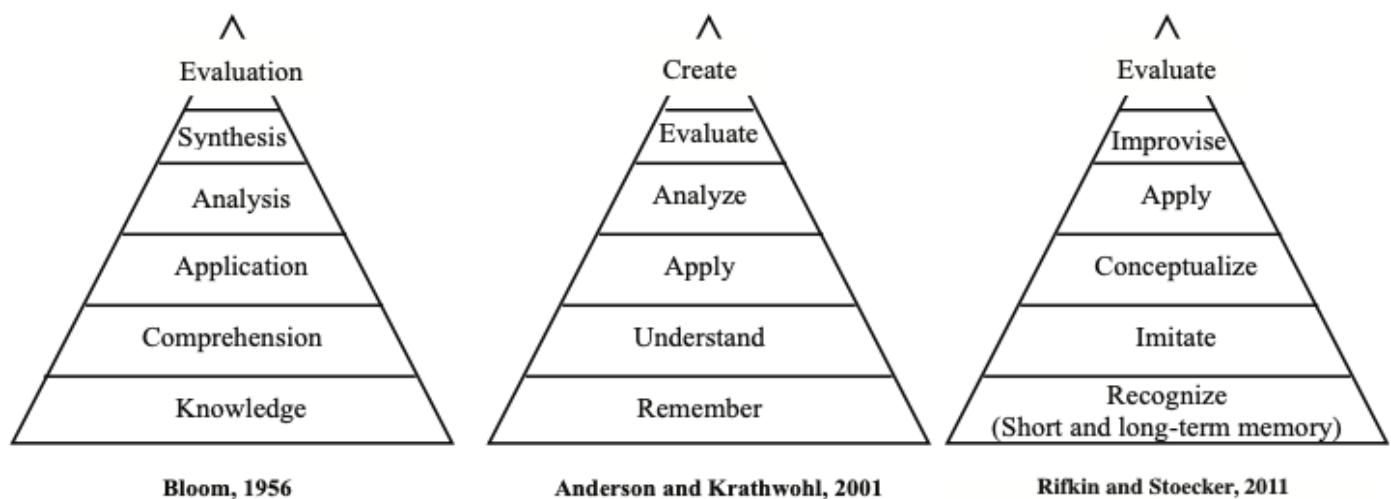 Evaluation
Synthesis
Analysis
Application
Comprehension
Knowledge
Bloom, 1956
Create
Evaluate
Analyze
Apply
Understand
Remember
Anderson and Krathwohl, 2001
Evaluate
Improvise
Apply
Conceptualize
Imitate
Recognize
(Short and long-term memory)
Rifkin and Stoecker, 2011